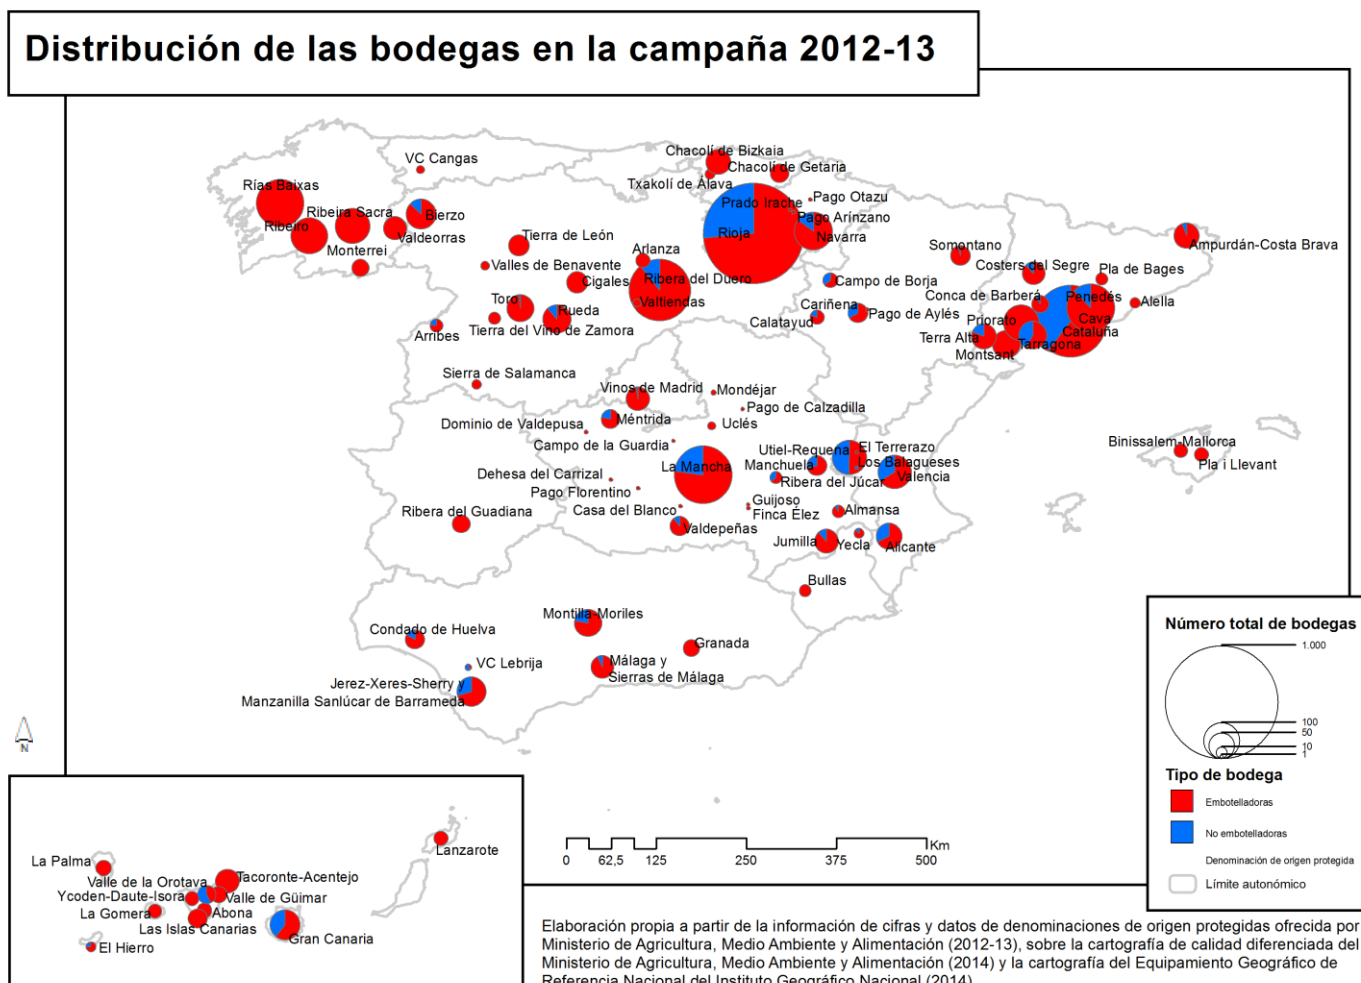 Distribución de las bodegas en la campaña 2012-13
VC Cangas
Chacolí de Bizkaia
Chacolí de Getaria
Txakolí de Álava
Rías Baixas
Ribeira Sacra
Ribeiro
Bierzo
Valdeorras
Monterrei
Prado Irache
Pago Otazu
Pago Arínzano
Rioja
Navarra
Tierra de León
Arlanza
Valles de Benavente
Ribera del Duero
Cigales
Valtiendas
Somontano
Ampurdán-Costa Brava
Costers del Segre
Pla de Bages
Campo de Borja
Conca de Barberá
Penedés
Alella
Toro
Rueda
Cariñena
Pago de Aylés
Calatayud
Priorato
Cava
Cataluña
Tierra del Vino de Zamora
Arribes
Terra Alta
Tarragona
Montsant
Sierra de Salamanca
Vinos de Madrid
Mondéjar
Pago de Calzadilla
Dominio de Valdepusa
Méntrida
Uclés
Campo de la Guardia
Utiel-Requena
El Terrerazo
Binissalem-Mallorca
La Mancha
Manchuela
Los Balagueses
Pla i Llevant
Dehesa del Carrizal
Ribera del Júcar
Valencia
Pago Florentino
Guijoso
Casa del Blanco
Finca Élez
Almansa
Ribera del Guadiana
Valdepeñas
Jumilla
Yecla
Alicante
Bullas
Montilla-Moriles
Condado de Huelva
Granada
VC Lebrija
Málaga y
Sierras de Málaga
Jerez-Xeres-Sherry y
Manzanilla Sanlúcar de Barrameda
N
Número total de bodegas
1.000
100
50
10
1
Tipo de bodega
Embotelladoras
No embotelladoras
Denominación de origen protegida
Límite autonómico
Km
0 62,5 125 250 375 500
Lanzarote
La Palma
Valle de la Orotava
Tacoronte-Acentejo
Ycoden-Daute-Isora
Valle de Güimar
La Gomera
Abona
Las Islas Canarias
Gran Canaria
El Hierro
Elaboración propia a partir de la información de cifras y datos de denominaciones de origen protegidas ofrecida por
Ministerio de Agricultura, Medio Ambiente y Alimentación (2012-13), sobre la cartografía de calidad diferenciada del
Ministerio de Agricultura, Medio Ambiente y Alimentación (2014) y la cartografía del Equipamiento Geográfico de
Referencia Nacional del Instituto Geográfico Nacional (2014)